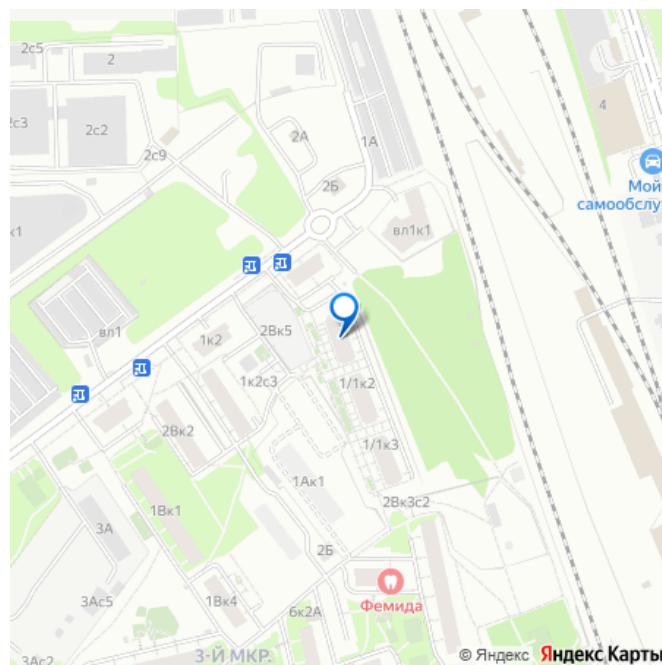 2с5
2
4
2с3
2с2
2А
1А
2с9
2Б
Мой
самообслу
к1
вл1к1
вл1
1к2
2Вк5
1к2с3
1/1к2
2Вк2
1/1к3
1Ак1
2Вк3с2
1Вк1
3А
2Б
3Ас5
1Вк4
Фемида
6к2А
3Ас2
3-Й МКР.
© Яндекс Яндекс Карты